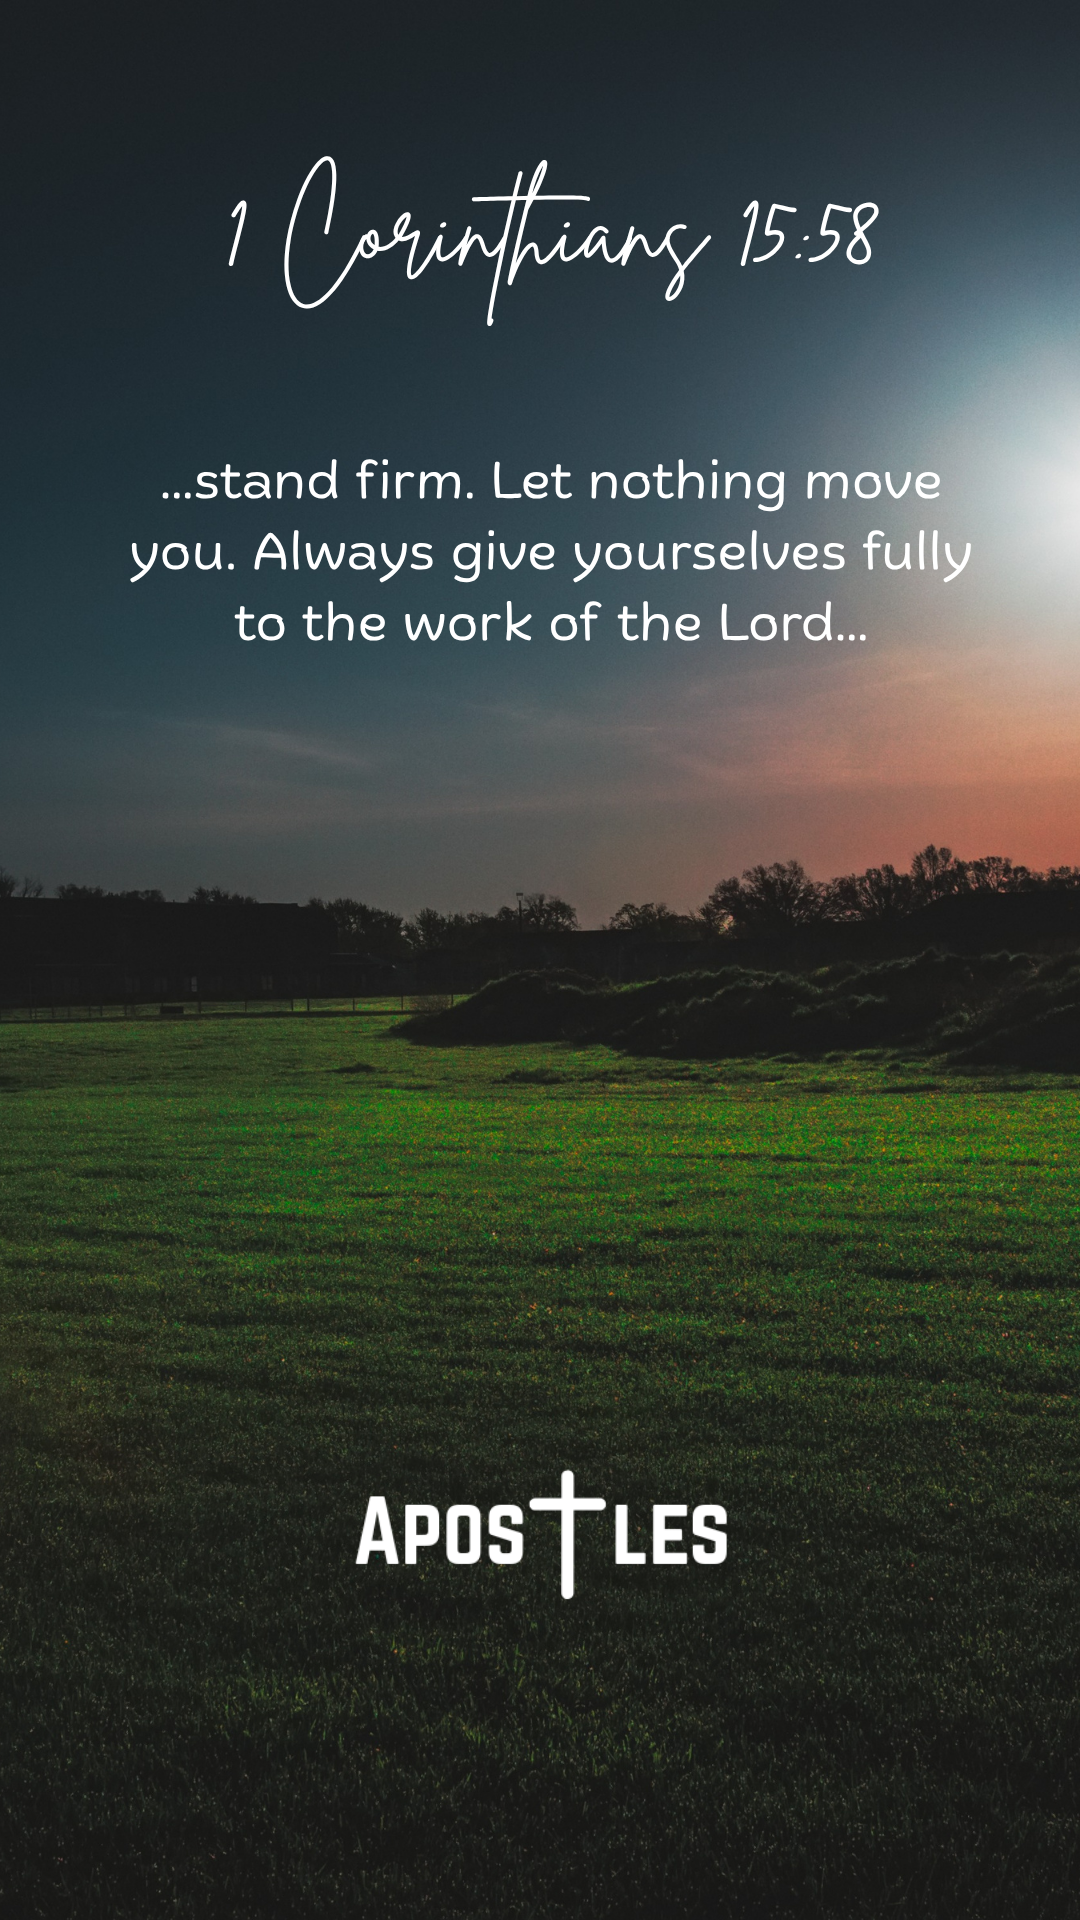 1 Corinthians 15:58
...stand firm. Let nothing move
you. Always give yourselves fully
to the work of the Lord...
APOSTLES